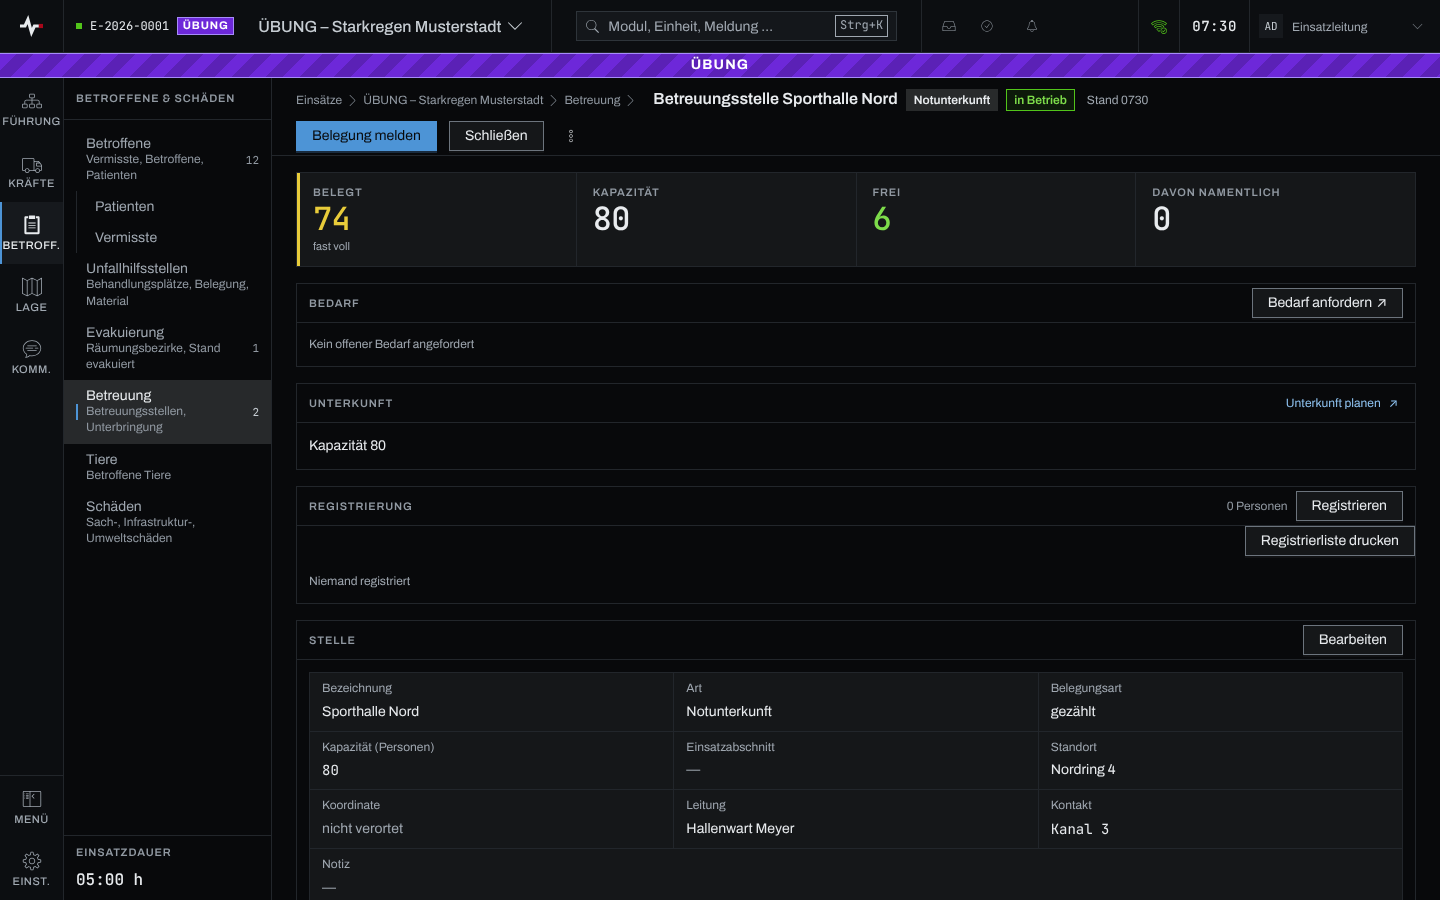 E-2026-0001 ÜBUNG ÜBUNG – Starkregen Musterstadt
Modul, Einheit, Meldung ... Strg+K
07:30 AD Einsatzleitung
ÜBUNG
FÜHRUNG
KRÄFTE
BETROFF.
LAGE
KOMM.
MENÜ
EINST.
BETROFFENE & SCHÄDEN
Betroffene
Vermisste, Betroffene, 12
Patienten
Patienten
Vermisste
Unfallhilfsstellen
Behandlungsplätze, Belegung,
Material
Evakuierung
Räumungsbezirke, Stand 1
evakuiert
Betreuung
Betreuungsstellen, 2
Unterbringung
Tiere
Betroffene Tiere
Schäden
Sach-, Infrastruktur-,
Umweltschäden
EINSATZDAUER
05:00 h
Einsätze ÜBUNG – Starkregen Musterstadt Betreuung Betreuungsstelle Sporthalle Nord Notunterkunft in Betrieb Stand 0730
Belegung melden Schließen
BELEGT
74
fast voll
KAPAZITÄT
80
FREI
6
DAVON NAMENTLICH
0
BEDARF Bedarf anfordern
Kein offener Bedarf angefordert
UNTERKUNFT Unterkunft planen
Kapazität 80
REGISTRIERUNG 0 Personen Registrieren
Registrierliste drucken
Niemand registriert
STELLE Bearbeiten
Bezeichnung
Sporthalle Nord
Art
Notunterkunft
Belegungsart
gezählt
Kapazität (Personen)
80
Einsatzabschnitt
—
Standort
Nordring 4
Koordinate
nicht verortet
Leitung
Hallenwart Meyer
Kontakt
Kanal 3
Notiz
—